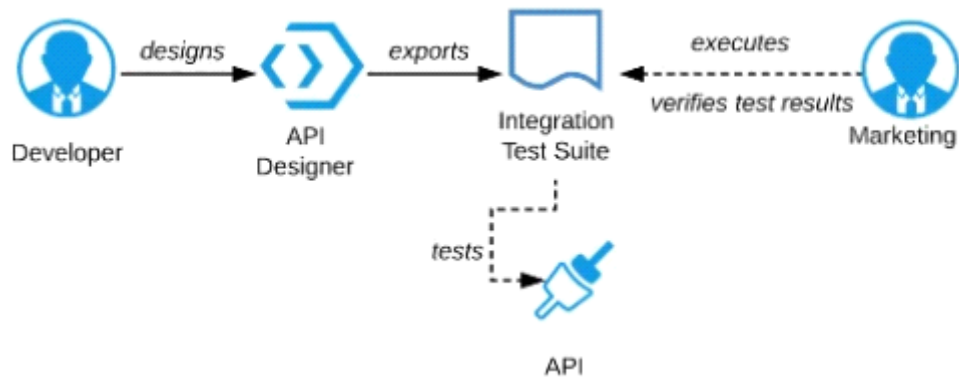 designs
exports
executes
verifies test results
Developer
API
Designer
Integration
Test Suite
Marketing
tests
API